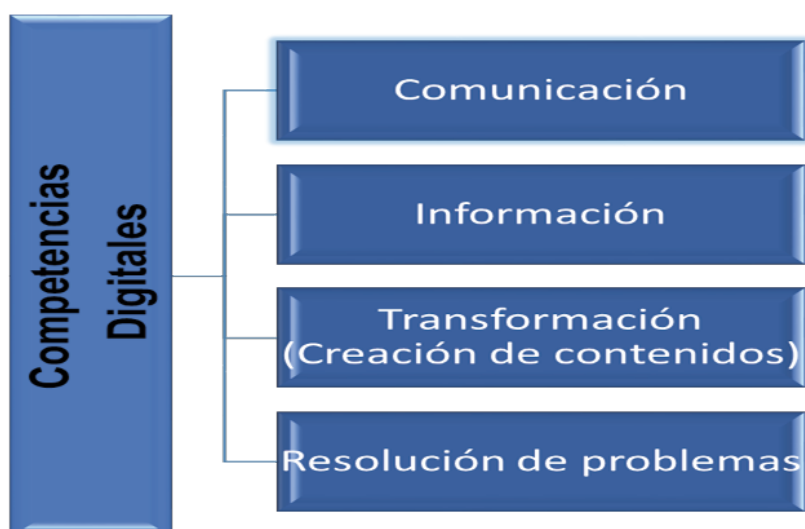 Competencias
Digitales
Comunicación
Información
Transformación
(Creación de contenidos)
Resolución de problemas